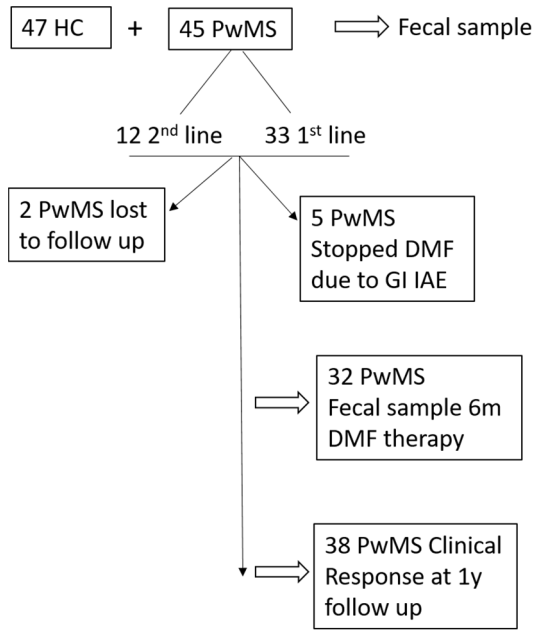 47 HC + 45 PwMS Fecal sample
12 2nd line 33 1st line
2 PwMS lost
to follow up
5 PwMS
Stopped DMF
due to GI IAE
32 PwMS
Fecal sample 6m
DMF therapy
38 PwMS Clinical
Response at 1y
follow up